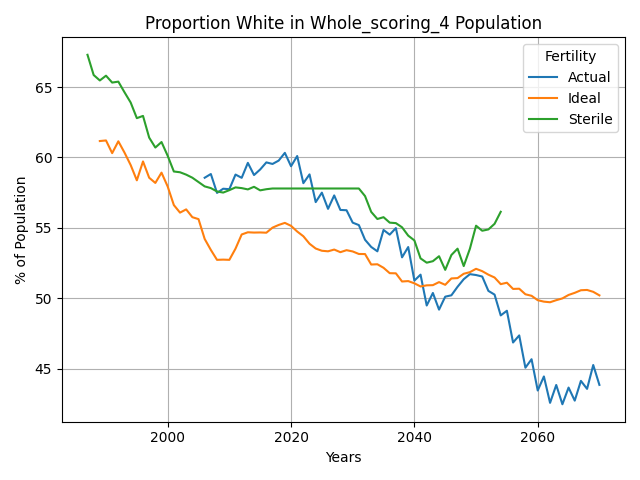 Proportion White in Whole_scoring_4 Population
Fertility
Actual
Ideal
Sterile
65
60
55
50
45
% of Population
2000
2020
2040
2060
Years